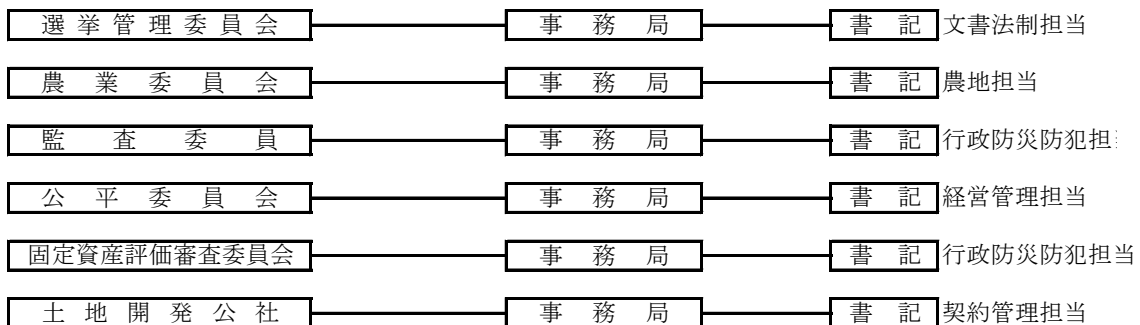 選挙管理委員会 事務局 書記 文書法制担当
農業委員会 事務局 書記 農地担当
監査委員 事務局 書記 行政防災防犯担
公平委員会 事務局 書記 経営管理担当
固定資産評価審査委員会 事務局 書記 行政防災防犯担当
土地開発公社 事務局 書記 契約管理担当